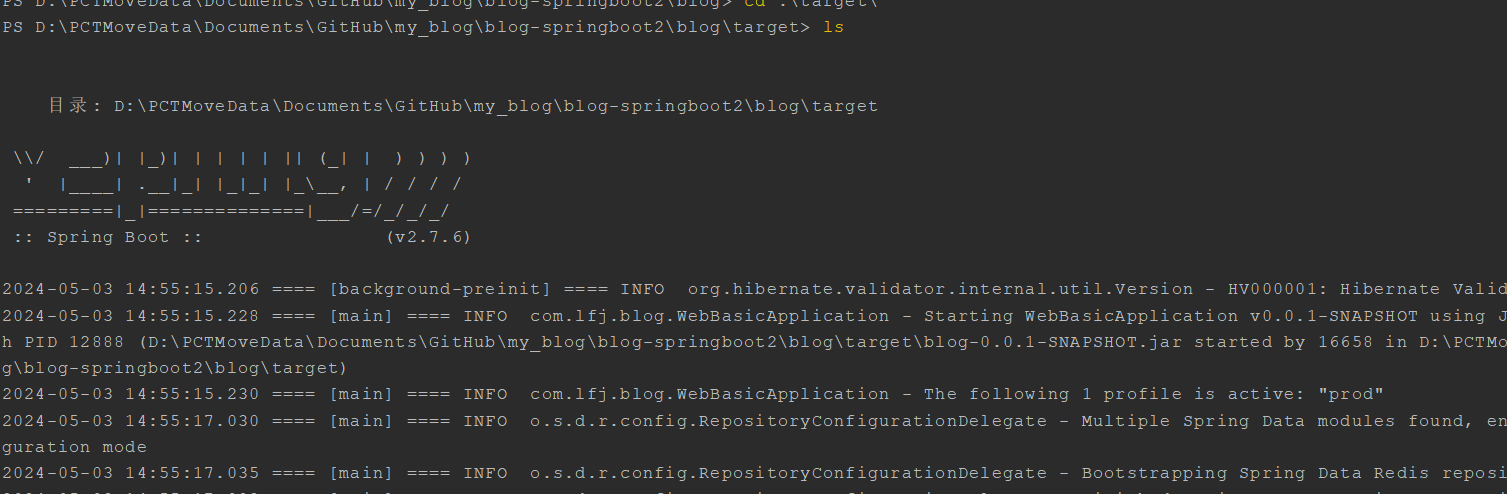 PS D:\PCTMoveData\Documents\GitHub\my_blog\blog-springboot2\blog> cd .\target\
PS D:\PCTMoveData\Documents\GitHub\my_blog\blog-springboot2\blog\target> ls
目录: D:\PCTMoveData\Documents\GitHub\my_blog\blog-springboot2\blog\target
 \\/  ___)| |_)| | | | | || (_| |  ) ) ) )
  '  |____| .__|_| |_|_| |_\__, | / / / /
 =========|_|==============|___/=/_/_/_/
 :: Spring Boot ::                (v2.7.6)
2024-05-03 14:55:15.206 ==== [background-preinit] ==== INFO  org.hibernate.validator.internal.util.Version - HV000001: Hibernate Valid
2024-05-03 14:55:15.228 ==== [main] ==== INFO  com.lfj.blog.WebBasicApplication - Starting WebBasicApplication v0.0.1-SNAPSHOT using J
h PID 12888 (D:\PCTMoveData\Documents\GitHub\my_blog\blog-springboot2\blog\target\blog-0.0.1-SNAPSHOT.jar started by 16658 in D:\PCTMo
g\blog-springboot2\blog\target)
2024-05-03 14:55:15.230 ==== [main] ==== INFO  com.lfj.blog.WebBasicApplication - The following 1 profile is active: "prod"
2024-05-03 14:55:17.030 ==== [main] ==== INFO  o.s.d.r.config.RepositoryConfigurationDelegate - Multiple Spring Data modules found, en
guration mode
2024-05-03 14:55:17.035 ==== [main] ==== INFO  o.s.d.r.config.RepositoryConfigurationDelegate - Bootstrapping Spring Data Redis reposi